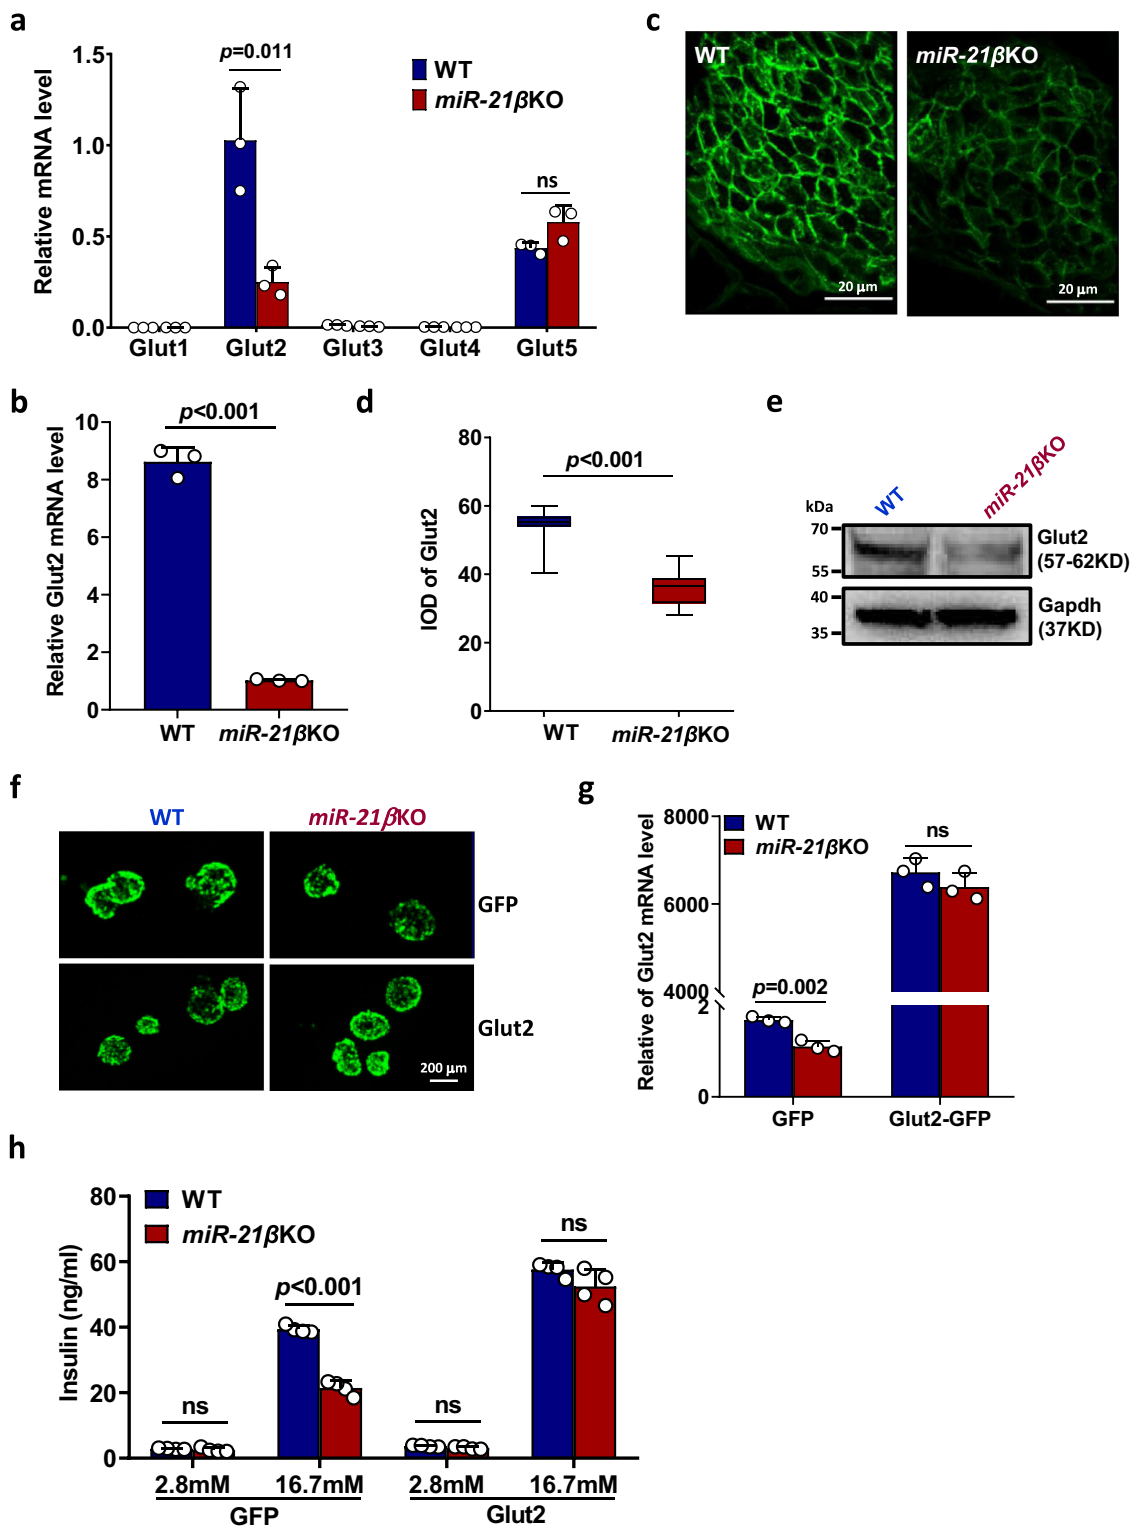 a
Relative mRNA level
1.5
1.0
0.5
0.0
p=0.011
ns
WT
miR-21βKO
Glut1 Glut2 Glut3 Glut4 Glut5
c
WT
miR-21βKO
20 μm
20 μm
b
Relative Glut2 mRNA level
10
8
6
4
2
0
p<0.001
WT miR-21βKO
d
IOD of Glut2
80
60
40
20
0
p<0.001
WT miR-21βKO
e
WT
miR-21βKO
kDa
70
55
40
35
Glut2
(57-62KD)
Gapdh
(37KD)
f
WT miR-21βKO
GFP
Glut2
200 μm
g
Relative of Glut2 mRNA level
8000
6000
4000
2
0
WT
miR-21βKO
p=0.002
ns
GFP Glut2-GFP
h
Insulin (ng/ml)
80
60
40
20
0
WT
miR-21βKO
ns
p<0.001
ns
ns
2.8mM 16.7mM 2.8mM 16.7mM
GFP Glut2